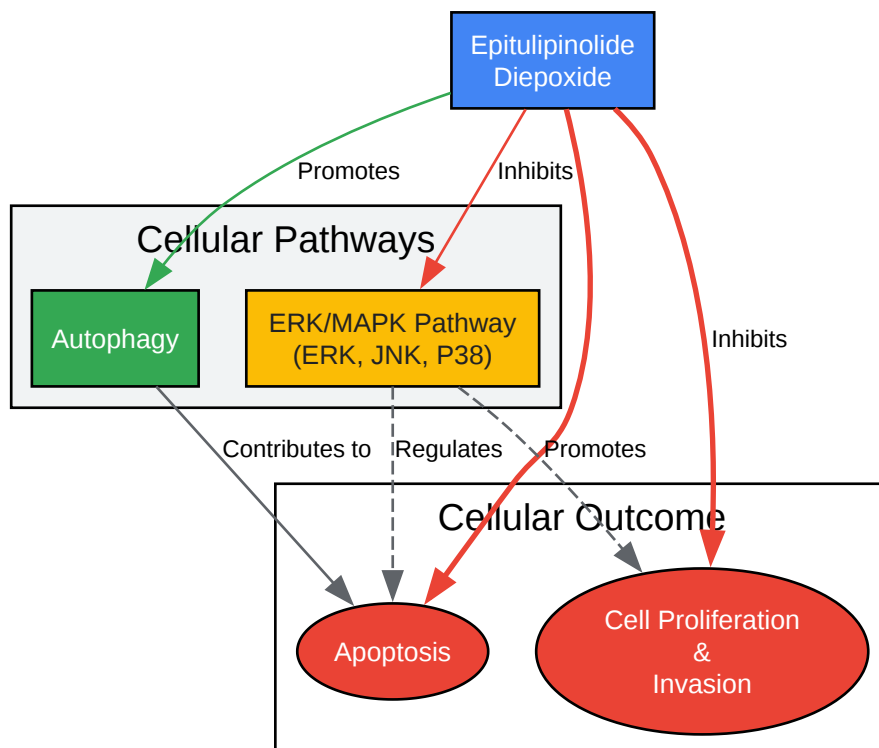 Epitulipinolide
Diepoxide
Promotes
Inhibits
Cellular Pathways
Autophagy
ERK/MAPK Pathway
(ERK, JNK, P38)
Inhibits
Contributes to
Regulates
Promotes
Cellular Outcome
Apoptosis
Cell Proliferation
&
Invasion